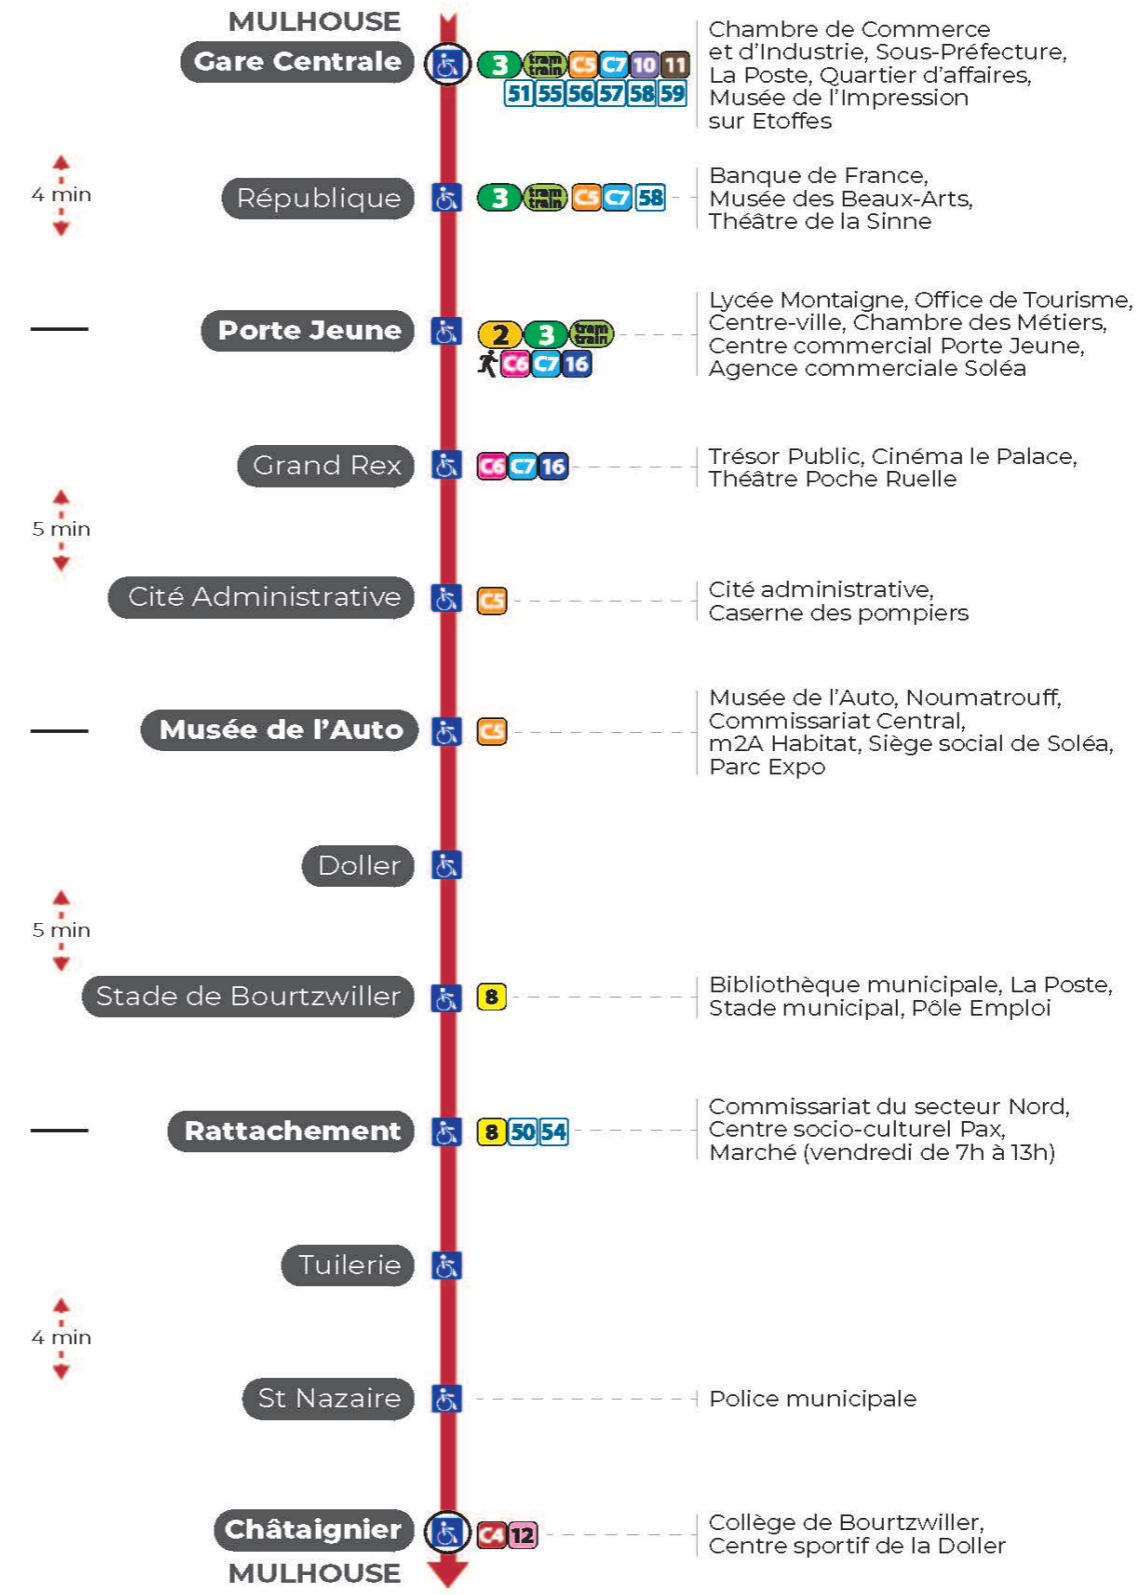 MULHOUSE
Gare Centrale
3 tram train C5 C7 10 11
51 55 56 57 58 59
Chambre de Commerce
et d'Industrie, Sous-Préfecture,
La Poste, Quartier d'affaires,
Musée de l'Impression
sur Etoffes
4 min
République
3 tram train C5 C7 58
Banque de France,
Musée des Beaux-Arts,
Théâtre de la Sinne
Porte Jeune
2 3 tram train
C6 C7 16
Lycée Montaigne, Office de Tourisme,
Centre-ville, Chambre des Métiers,
Centre commercial Porte Jeune,
Agence commerciale Soléa
Grand Rex
C6 C7 16
Trésor Public, Cinéma le Palace,
Théâtre Poche Ruelle
5 min
Cité Administrative
C5
Cité administrative,
Caserne des pompiers
Musée de l'Auto
C5
Musée de l'Auto, Noumatrouff,
Commissariat Central,
m2A Habitat, Siège social de Soléa,
Parc Expo
Doller
5 min
Stade de Bourtzwiller
8
Bibliothèque municipale, La Poste,
Stade municipal, Pôle Emploi
Rattachement
8 50 54
Commissariat du secteur Nord,
Centre socio-culturel Pax,
Marché (vendredi de 7h à 13h)
Tuilerie
4 min
St Nazaire
Police municipale
Châtaignier
C4 12
Collège de Bourtzwiller,
Centre sportif de la Doller
MULHOUSE